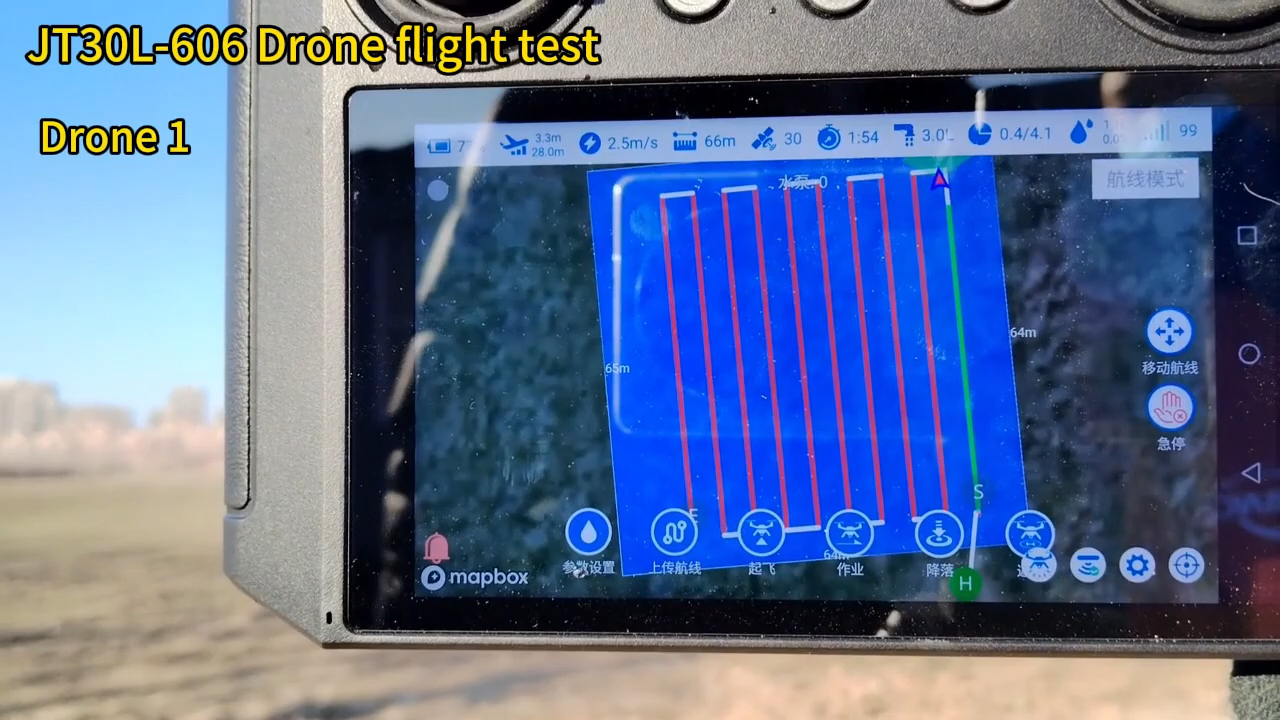 JT30L-606 Drone flight test
Drone 1
3.3m
28.0m
2.5m/s
66m
30
1:54
3.0L
0.4/4.1
99
水泵: 0
航线模式
64m
65m
移动航线
急停
S
E
64m
参数设置
上传航线
起飞
作业
降落
H
mapbox